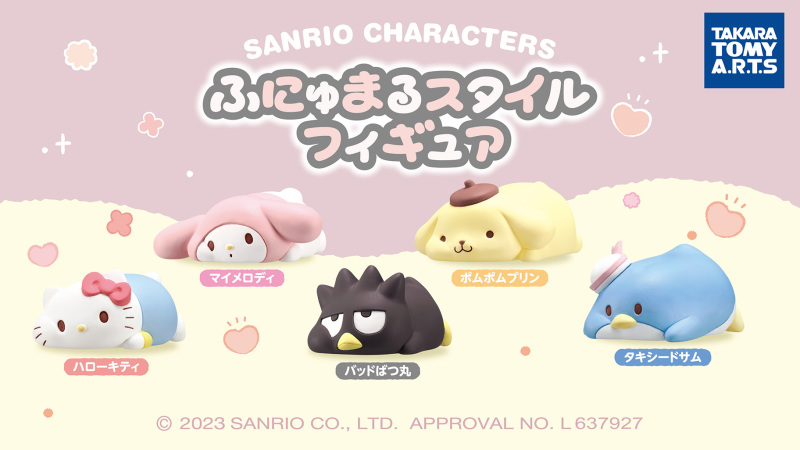 SANRIO CHARACTERS
TAKARA
TOMY
A.R.T.S
ふにゅまるスタイル
フィギュア
マイメロディ
ポムポムプリン
ハローキティ
バッドばつ丸
タキシードサム
© 2023 SANRIO CO., LTD. APPROVAL NO. L637927